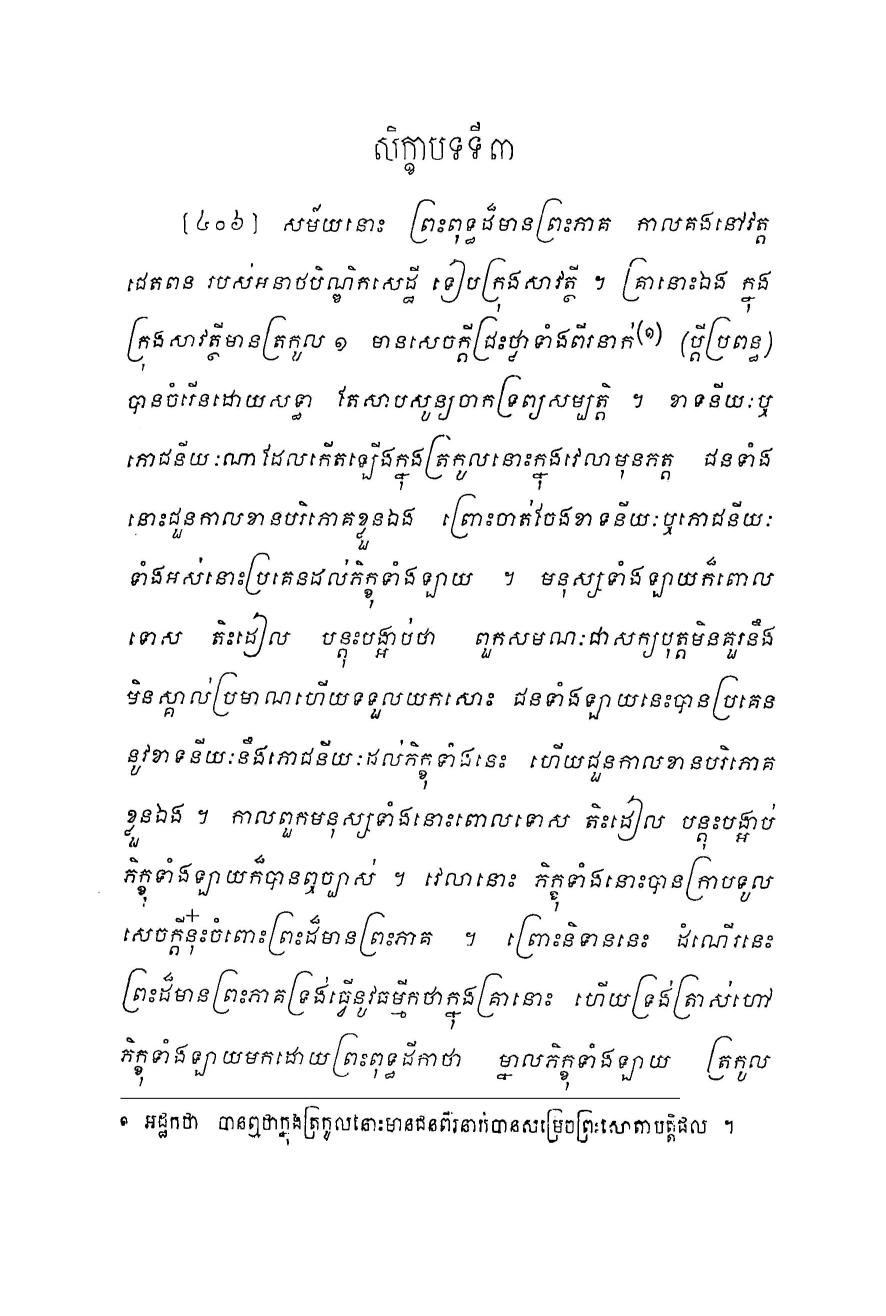 សិក្ខាបទទី ៣
[៤០៦] សម័យនោះ ព្រះពុទ្ធដ៏មានព្រះភាគ កាលគង់នៅវត្ត
ជេតពន របស់អនាថបិណ្ឌិកសេដ្ឋី ទៀបក្រុងសាវត្ថី ។ គ្រានោះឯង ក្នុង
ក្រុងសាវត្ថីមានត្រកូល ១ មានសេចក្តីជ្រះថ្លាទាំងពីរនាក់(១) (ប្តីប្រពន្ធ)
បានចំរើនដោយសទ្ធា តែសាបសូន្យចាកទ្រព្យសម្បត្តិ ។ ខាទនីយៈឬ
ភោជនីយៈណាដែលកើតឡើងក្នុងត្រកូលនោះក្នុងវេលាមុនភត្ត ជនទាំង
នោះជួនកាលខានបរិភោគខ្លួនឯង ព្រោះចាត់ចែងខាទនីយៈឬភោជនីយៈ
ទាំងអស់នោះប្រគេនដល់ភិក្ខុទាំងឡាយ ។ មនុស្សទាំងឡាយក៏ពោល
ទោស តិះដៀល បន្តុះបង្អាប់ថា ពួកសមណៈជាសក្យបុត្តមិនគួរនឹង
មិនស្គាល់ប្រមាណហើយទទួលយកសោះ ជនទាំងឡាយនេះបានប្រគេន
នូវខាទនីយៈនឹងភោជនីយៈដល់ភិក្ខុទាំងនេះ ហើយជួនកាលខានបរិភោគ
ខ្លួនឯង ។ កាលពួកមនុស្សទាំងនោះពោលទោស តិះដៀល បន្តុះបង្អាប់
ភិក្ខុទាំងឡាយក៏បានឮច្បាស់ ។ វេលានោះ ភិក្ខុទាំងនោះបានក្រាបទូល
សេចក្តីនុ៎ះចំពោះព្រះដ៏មានព្រះភាគ ។ ព្រោះនិទាននេះ ដំណើរនេះ
ព្រះដ៏មានព្រះភាគទ្រង់ធ្វើនូវធម្មីកថាក្នុងគ្រានោះ ហើយទ្រង់ត្រាស់ហៅ
ភិក្ខុទាំងឡាយមកដោយព្រះពុទ្ធដីកាថា ម្នាលភិក្ខុទាំងឡាយ ត្រកូល
១ អដ្ឋកថា បានឮថាក្នុងត្រកូលនោះមានជនពីរនាក់បានសម្រេចព្រះសោតាបត្តិផល ។